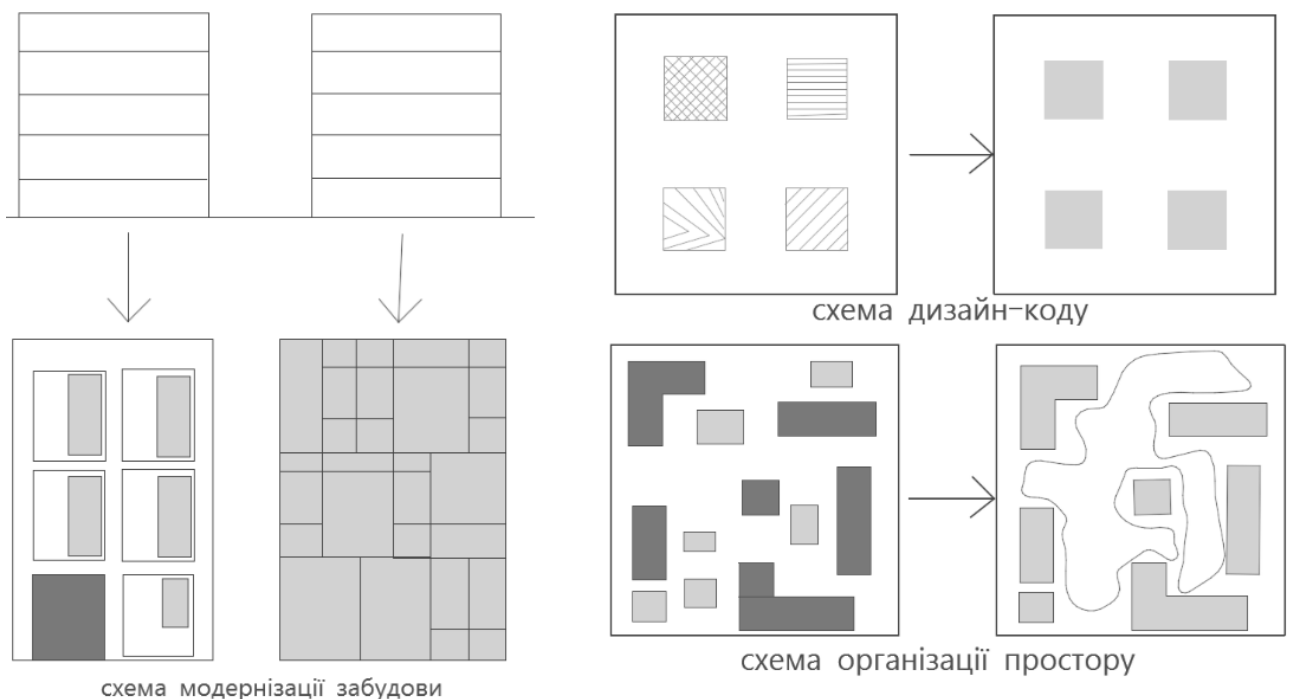 схема дизайн-коду
схема організації простору
схема модернізації забудови